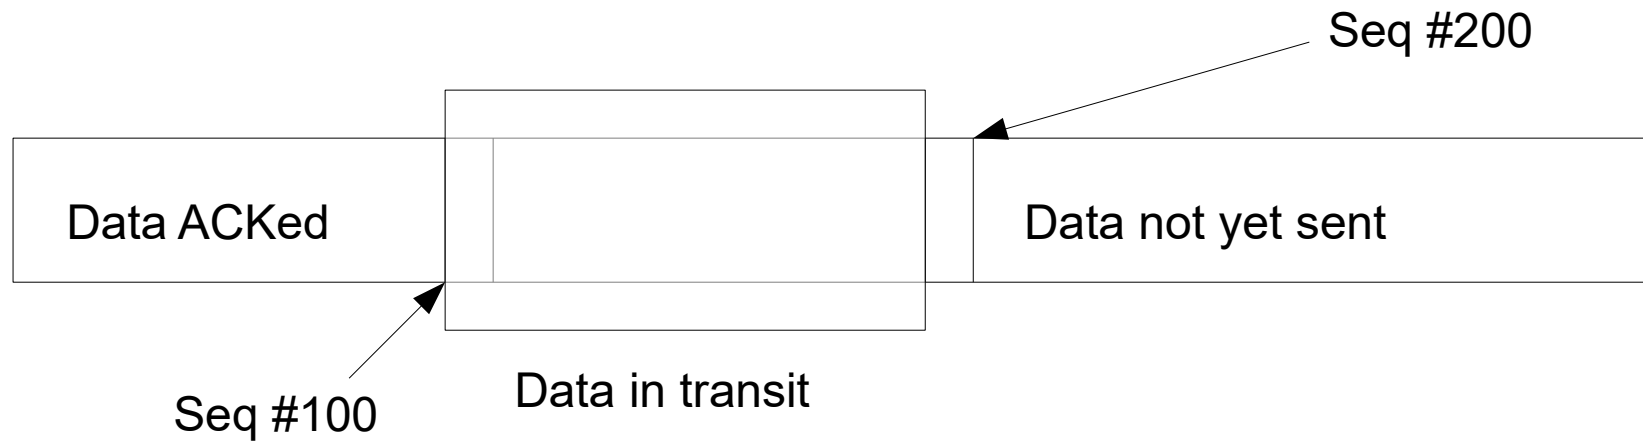 Seq #200
Data ACKed
Data not yet sent
Data in transit
Seq #100